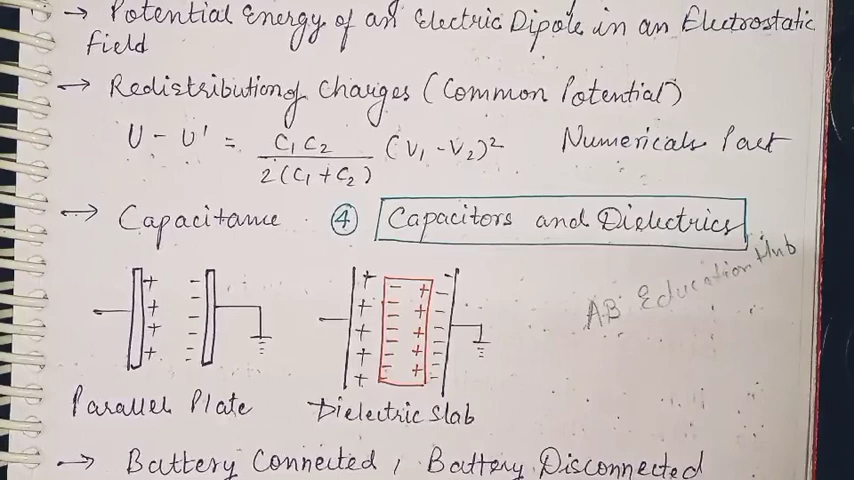 → Potential Energy of an Electric Dipole in an Electrostatic
field
→ Redistribution of Charges (Common Potential)
U - U' = C₁C₂ / 2(C₁+C₂) (V₁-V₂)² Numericals Part
→ Capacitance ④ Capacitors and Dielectrics
AB Education Hub
+ + + + - - - - - -
+ + + + + - - - - - - + + + + + - - - - - -
Parallel Plate Dielectric Slab
→ Battery Connected, Battery Disconnected